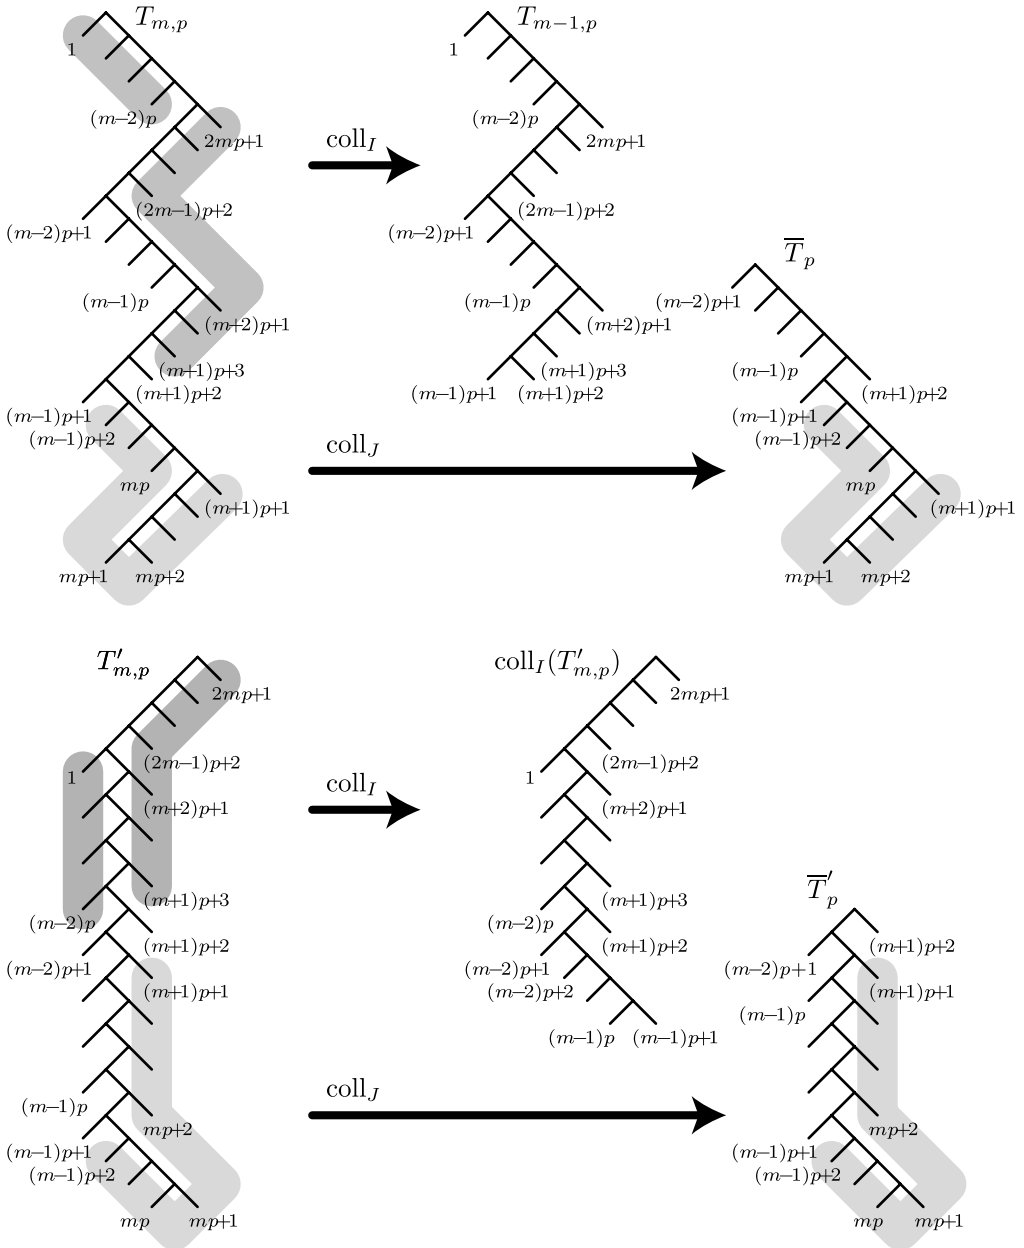 T_{m,p} T_{m−1,p}
1 1
(m−2)p (m−2)p
2mp+1 coll_I 2mp+1
(2m−1)p+2 (2m−1)p+2
(m−2)p+1 (m−2)p+1
T̅_p
(m−1)p (m−1)p (m−2)p+1
(m+2)p+1 (m+2)p+1
(m+1)p+3 (m+1)p+3 (m−1)p
(m+1)p+2 (m−1)p+1 (m+1)p+2 (m+1)p+2
(m−1)p+1 (m−1)p+1
(m−1)p+2 coll_J (m−1)p+2
mp mp
(m+1)p+1 (m+1)p+1
mp+1 mp+2 mp+1 mp+2
T′_{m,p} coll_I(T′_{m,p})
2mp+1 2mp+1
(2m−1)p+2 (2m−1)p+2
1 coll_I 1
(m+2)p+1 (m+2)p+1
T̅′_p
(m+1)p+3 (m+1)p+3
(m−2)p (m−2)p
(m+1)p+2 (m+1)p+2 (m+1)p+2
(m−2)p+1 (m−2)p+1 (m−2)p+1
(m+1)p+1 (m−2)p+2 (m+1)p+1
(m−1)p
(m−1)p (m−1)p+1
coll_J
(m−1)p
mp+2 mp+2
(m−1)p+1 (m−1)p+1
(m−1)p+2 (m−1)p+2
mp mp+1 mp mp+1